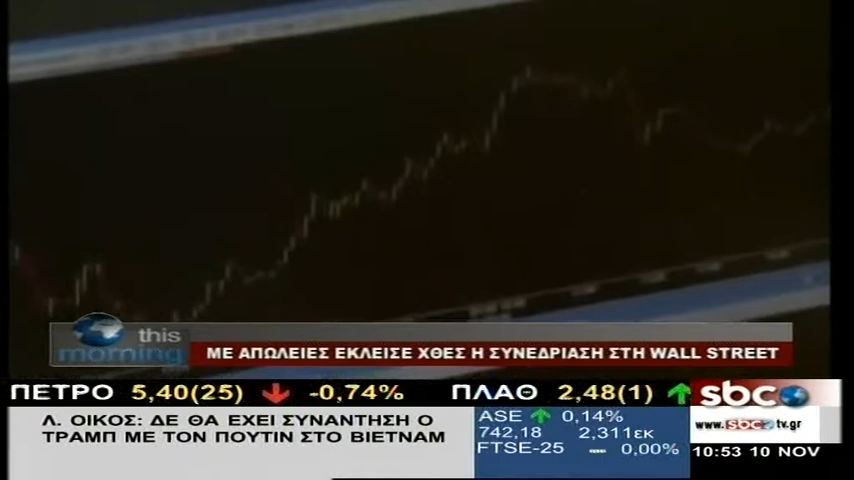 this
morning
ΜΕ ΑΠΩΛΕΙΕΣ ΕΚΛΕΙΣΕ ΧΘΕΣ Η ΣΥΝΕΔΡΙΑΣΗ ΣΤΗ WALL STREET
ΠΕΤΡΟ 5,40(25) -0,74% ΠΛΑΘ 2,48(1)
sbc
Λ. ΟΙΚΟΣ: ΔΕ ΘΑ ΕΧΕΙ ΣΥΝΑΝΤΗΣΗ Ο
ΤΡΑΜΠ ΜΕ ΤΟΝ ΠΟΥΤΙΝ ΣΤΟ ΒΙΕΤΝΑΜ
ASE 0,14%
742,18 2,311εκ
FTSE-25 0,00%
www.sbctv.gr
10:53 10 NOV